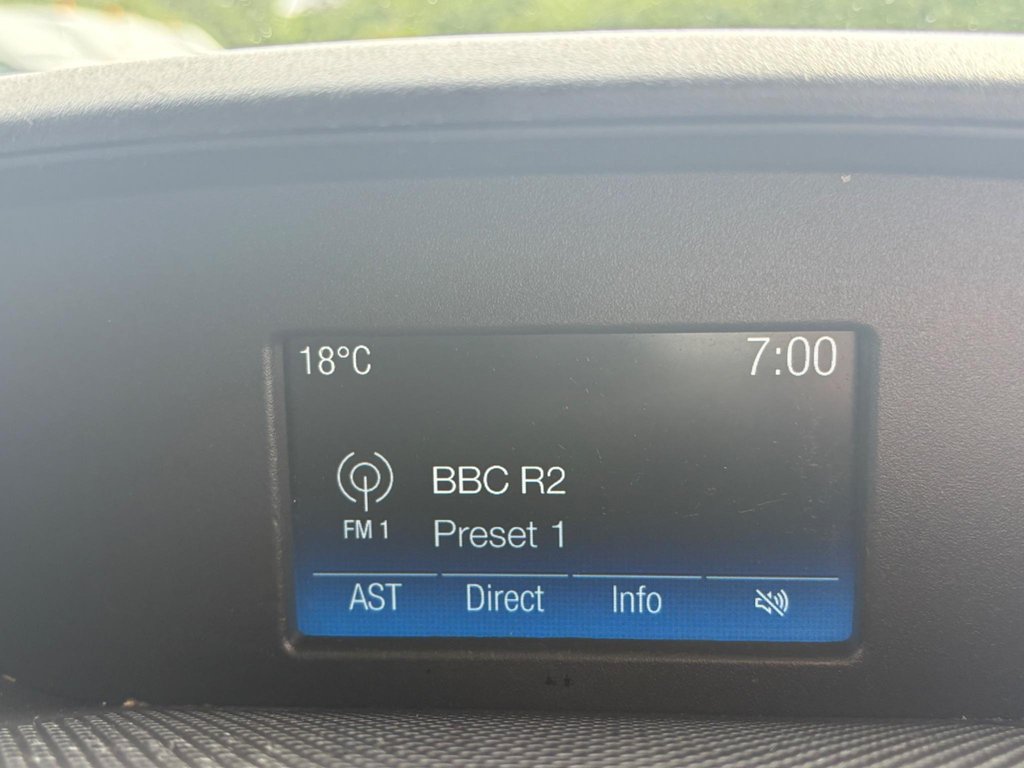 18°C 7:00
BBC R2
FM 1 Preset 1
AST Direct Info